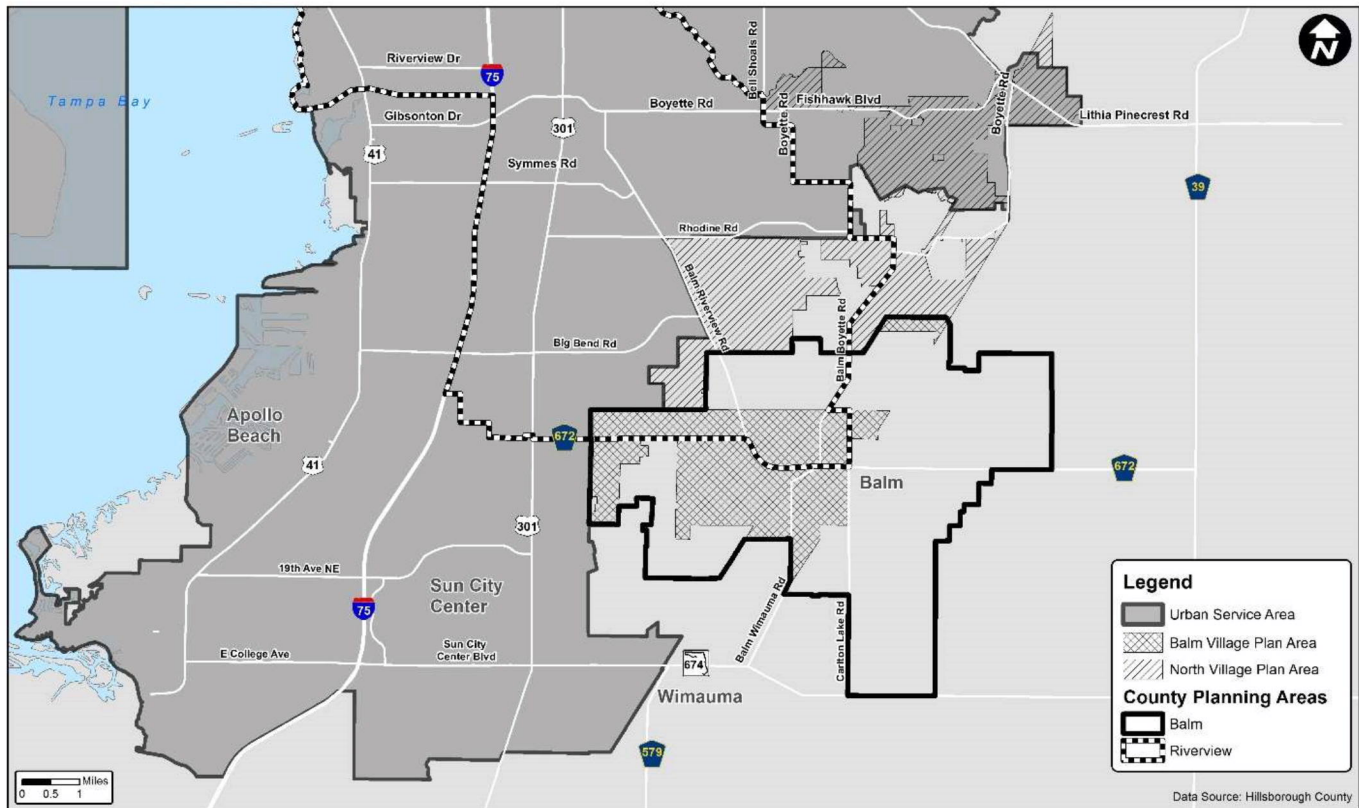 N
Riverview Dr
75
Bell Shoals Rd
Tampa Bay
Boyette Rd
Fishhawk Blvd
Boyette Rd
Gibsonton Dr
301
Boyette Rd
Lithia Pinecrest Rd
41
Symmes Rd
39
Rhodine Rd
Balm Riverview Rd
Balm Boyette Rd
Big Bend Rd
Apollo
Beach
672
41
Balm
672
301
19th Ave NE
Sun City
Center
75
Balm Wimauma Rd
Carlton Lake Rd
E College Ave
Sun City
Center Blvd
674
Wimauma
579
Legend
Urban Service Area
Balm Village Plan Area
North Village Plan Area
County Planning Areas
Balm
Riverview
Miles
0 0.5 1
Data Source: Hillsborough County